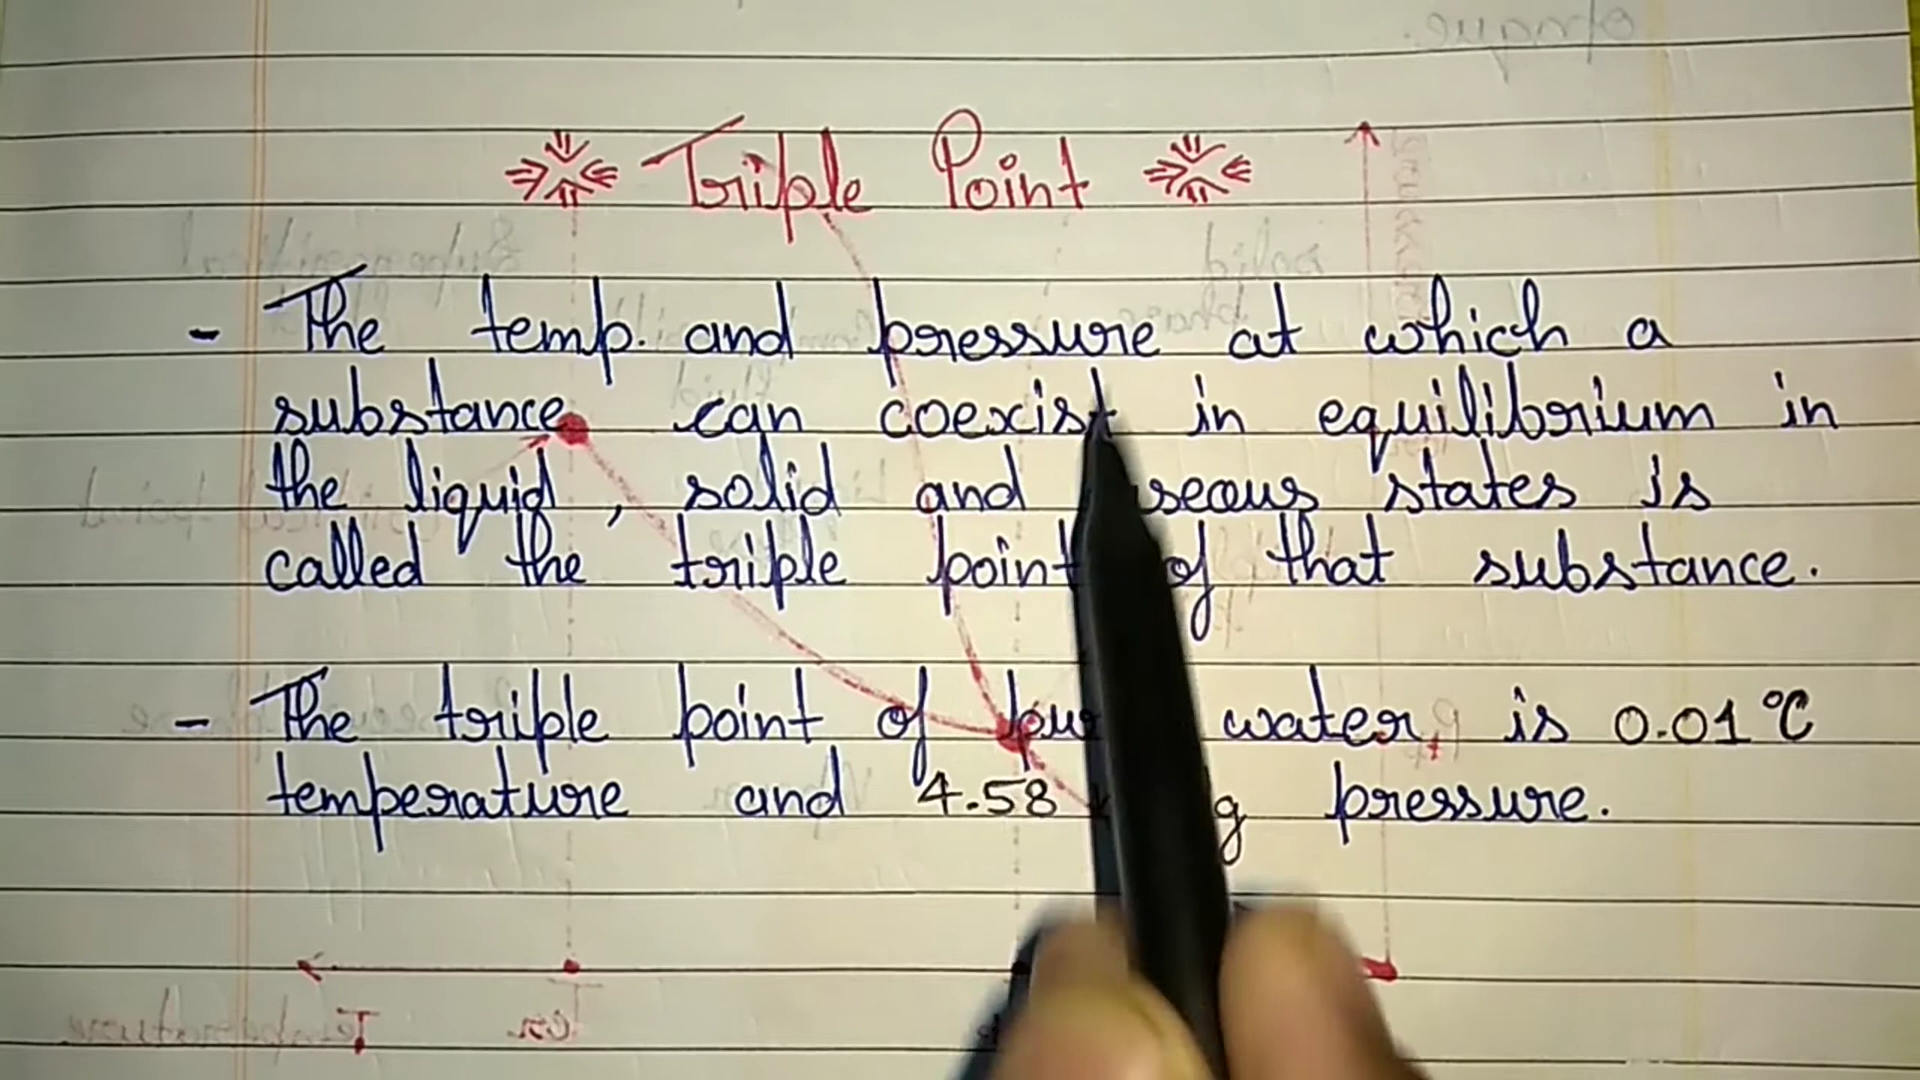 Triple Point
- The temp. and pressure at which a
substance can coexist in equilibrium in
the liquid, solid and seous states is
called the triple point of that substance.
- The triple point of pur water is 0.01 °C
temperature and 4.58 g pressure.